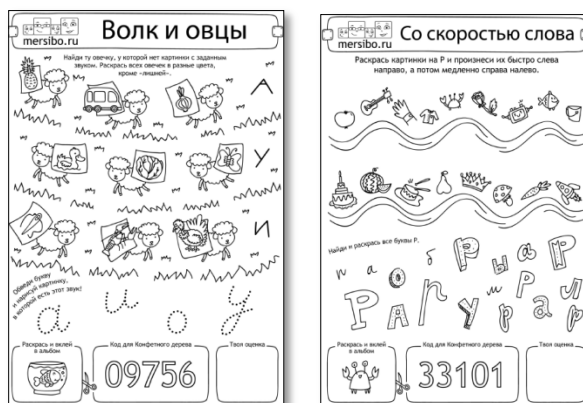 mersibo.ru
Волк и овцы
Найди ту овечку, у которой нет картинки с заданным
звуком. Раскрась всех овечек в разные цвета,
кроме «лишней».
А
У
И
Обведи букву
и нарисуй картинку,
в которой есть этот звук!
а и о у
Раскрась и вклей
в альбом
Код для Конфетного дерева
09756
Твоя оценка
mersibo.ru
Со скоростью слова
Раскрась картинки на Р и произнеси их быстро слева
направо, а потом медленно справа налево.
Найди и раскрась все буквы Р.
п а о б р ы а р
Р А П У Р а л
ш Р р
Раскрась и вклей
в альбом
Код для Конфетного дерева
33101
Твоя оценка